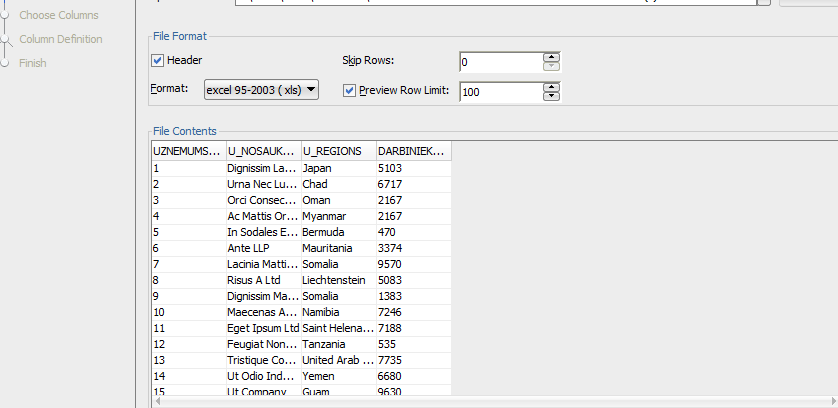 Choose Columns
Column Definition
Finish
File Format
Header
Skip Rows:
0
Format:
excel 95-2003 (.xls)
Preview Row Limit:
100
File Contents
UZNEMUMS... U_NOSAUK... U_REGIONS DARBINIEK...
1 Dignissim La... Japan 5103
2 Urna Nec Lu... Chad 6717
3 Orci Consec... Oman 2167
4 Ac Mattis Or... Myanmar 2167
5 In Sodales E... Bermuda 470
6 Ante LLP Mauritania 3374
7 Lacinia Matti... Somalia 9570
8 Risus A Ltd Liechtenstein 5083
9 Dignissim Ma... Somalia 1383
10 Maecenas A... Namibia 7246
11 Eget Ipsum Ltd Saint Helena... 7188
12 Feugiat Non... Tanzania 535
13 Tristique Co... United Arab ... 7735
14 Ut Odio Ind... Yemen 6680
15 Ut Company Guam 9630